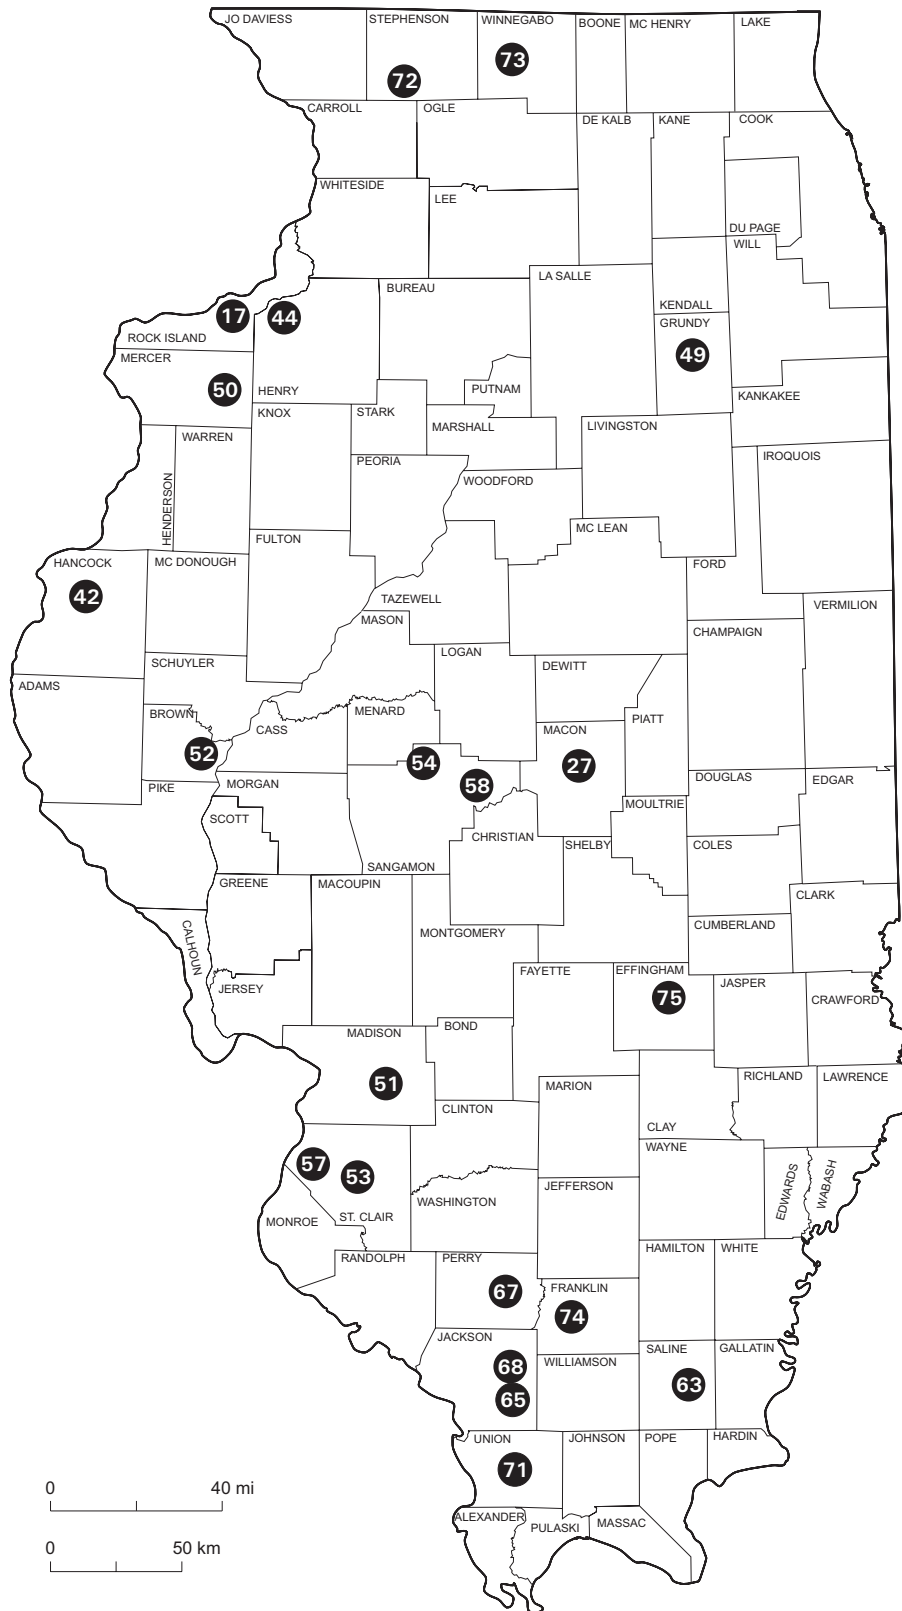 JO DAVIESS
STEPHENSON
WINNEGABO
BOONE
MC HENRY
LAKE
73
72
CARROLL
OGLE
DE KALB
KANE
COOK
WHITESIDE
LEE
DU PAGE
WILL
LA SALLE
BUREAU
KENDALL
17
44
GRUNDY
ROCK ISLAND
49
MERCER
50
HENRY
PUTNAM
KANKAKEE
KNOX
STARK
MARSHALL
LIVINGSTON
WARREN
IROQUOIS
PEORIA
WOODFORD
HENDERSON
MC LEAN
FULTON
HANCOCK
MC DONOUGH
FORD
42
TAZEWELL
VERMILION
MASON
CHAMPAIGN
LOGAN
SCHUYLER
DEWITT
ADAMS
BROWN
MENARD
PIATT
CASS
MACON
52
54
27
DOUGLAS
EDGAR
58
PIKE
MORGAN
MOULTRIE
SCOTT
CHRISTIAN
SHELBY
COLES
SANGAMON
GREENE
MACOUPIN
CLARK
CUMBERLAND
MONTGOMERY
CALHOUN
FAYETTE
EFFINGHAM
JASPER
JERSEY
75
CRAWFORD
MADISON
BOND
RICHLAND
LAWRENCE
51
MARION
CLINTON
CLAY
WAYNE
57
53
JEFFERSON
EDWARDS
WABASH
WASHINGTON
ST. CLAIR
MONROE
HAMILTON
WHITE
RANDOLPH
PERRY
67
FRANKLIN
74
JACKSON
SALINE
GALLATIN
68
WILLIAMSON
65
63
UNION
JOHNSON
POPE
HARDIN
71
0 40 mi
ALEXANDER
PULASKI
MASSAC
0 50 km